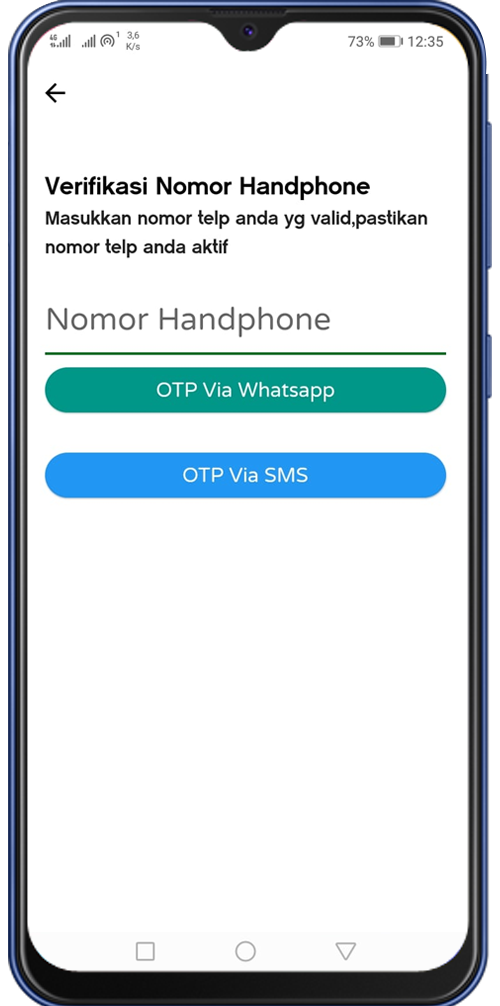 4G 1 3,6 K/s 73% 12:35
Verifikasi Nomor Handphone
Masukkan nomor telp anda yg valid,pastikan
nomor telp anda aktif
Nomor Handphone
OTP Via Whatsapp
OTP Via SMS